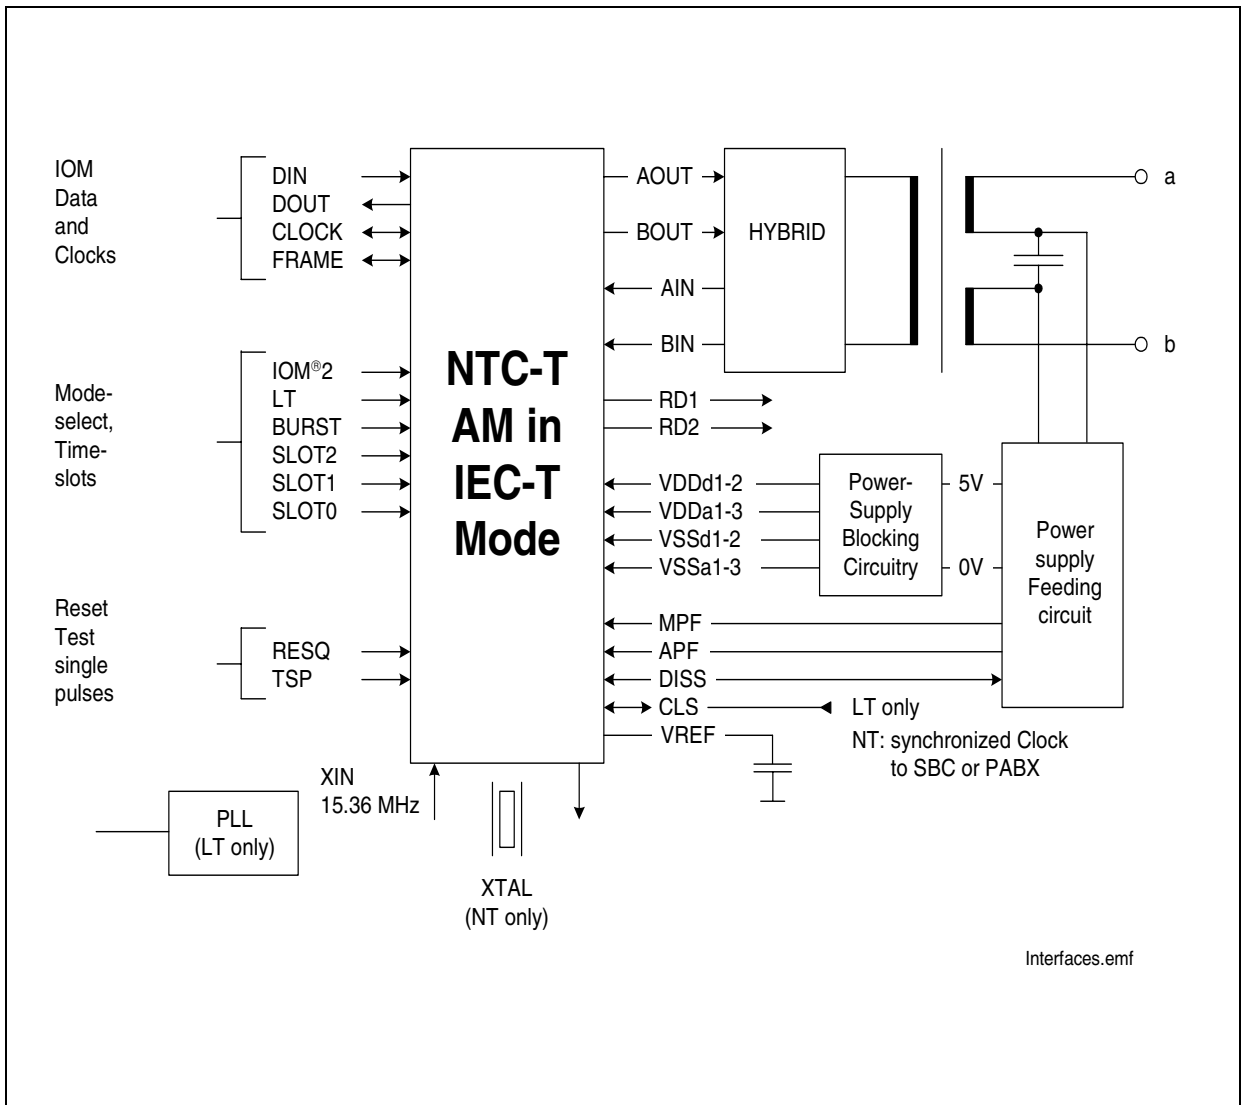 IOM
Data
and
Clocks
DIN
DOUT
CLOCK
FRAME
Mode-
select,
Time-
slots
IOM®2
LT
BURST
SLOT2
SLOT1
SLOT0
Reset
Test
single
pulses
RESQ
TSP
NTC-T
AM in
IEC-T
Mode
AOUT
BOUT
AIN
BIN
HYBRID
a
b
RD1
RD2
VDDd1-2
VDDa1-3
VSSd1-2
VSSa1-3
Power-
Supply
Blocking
Circuitry
5V
0V
Power
supply
Feeding
circuit
MPF
APF
DISS
CLS
VREF
LT only
NT: synchronized Clock
to SBC or PABX
XIN
15.36 MHz
PLL
(LT only)
XTAL
(NT only)
Interfaces.emf